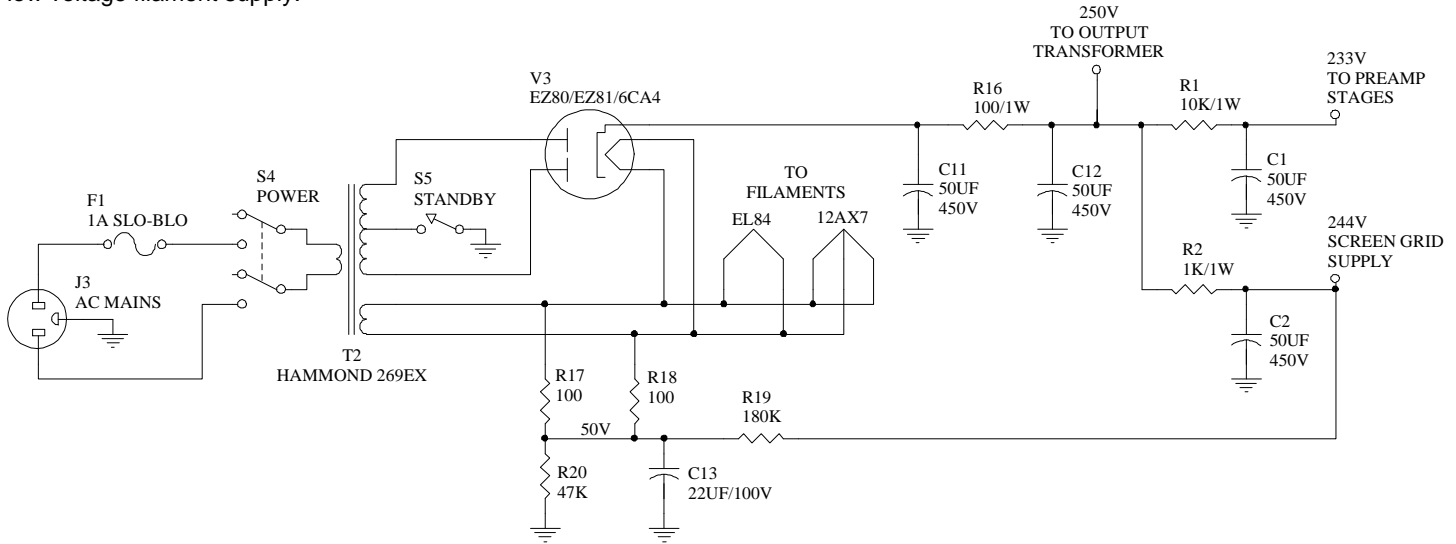 low voltage filament supply.
250V
TO OUTPUT
TRANSFORMER
V3
EZ80/EZ81/6CA4
R16
100/1W
R1
10K/1W
233V
TO PREAMP
STAGES
S4
POWER
S5
STANDBY
TO
FILAMENTS
EL84
12AX7
C11
50UF
450V
C12
50UF
450V
C1
50UF
450V
F1
1A SLO-BLO
244V
SCREEN GRID
SUPPLY
R2
1K/1W
J3
AC MAINS
C2
50UF
450V
T2
HAMMOND 269EX
R17
100
R18
100
R19
180K
50V
R20
47K
C13
22UF/100V